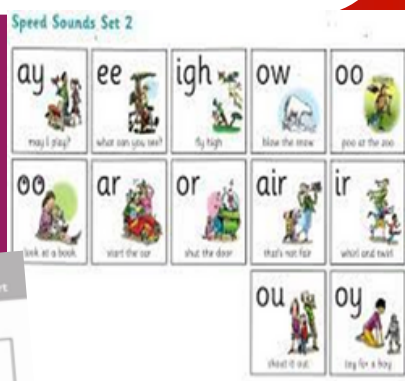 Speed Sounds Set 2
ay ee igh ow oo
may I play? what can you see? fly high blow the snow poo at the zoo
oo ar or air ir
look at a book start the car shut the door that's not fair whirl and twirl
ou oy
shout it out toy for a boy